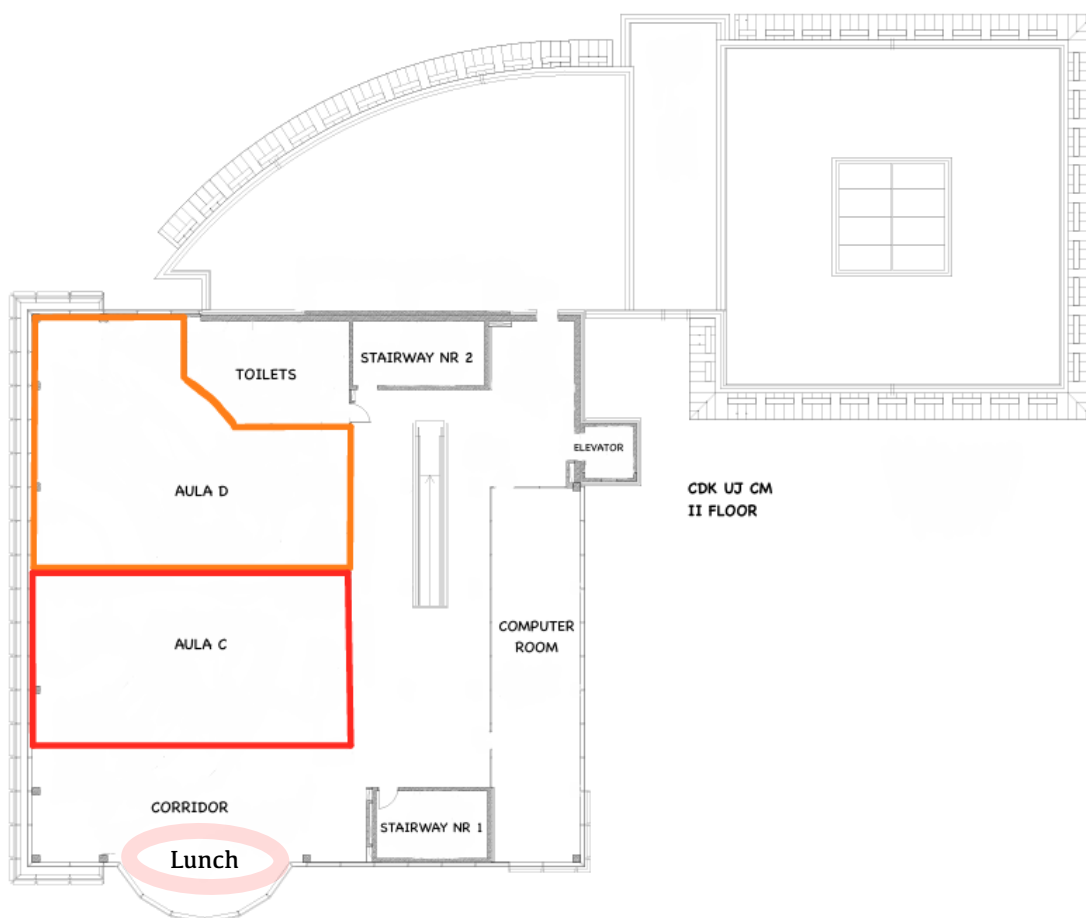 STAIRWAY NR 2
TOILETS
ELEVATOR
AULA D
CDK UJ CM
II FLOOR
COMPUTER
ROOM
AULA C
CORRIDOR
STAIRWAY NR 1
Lunch